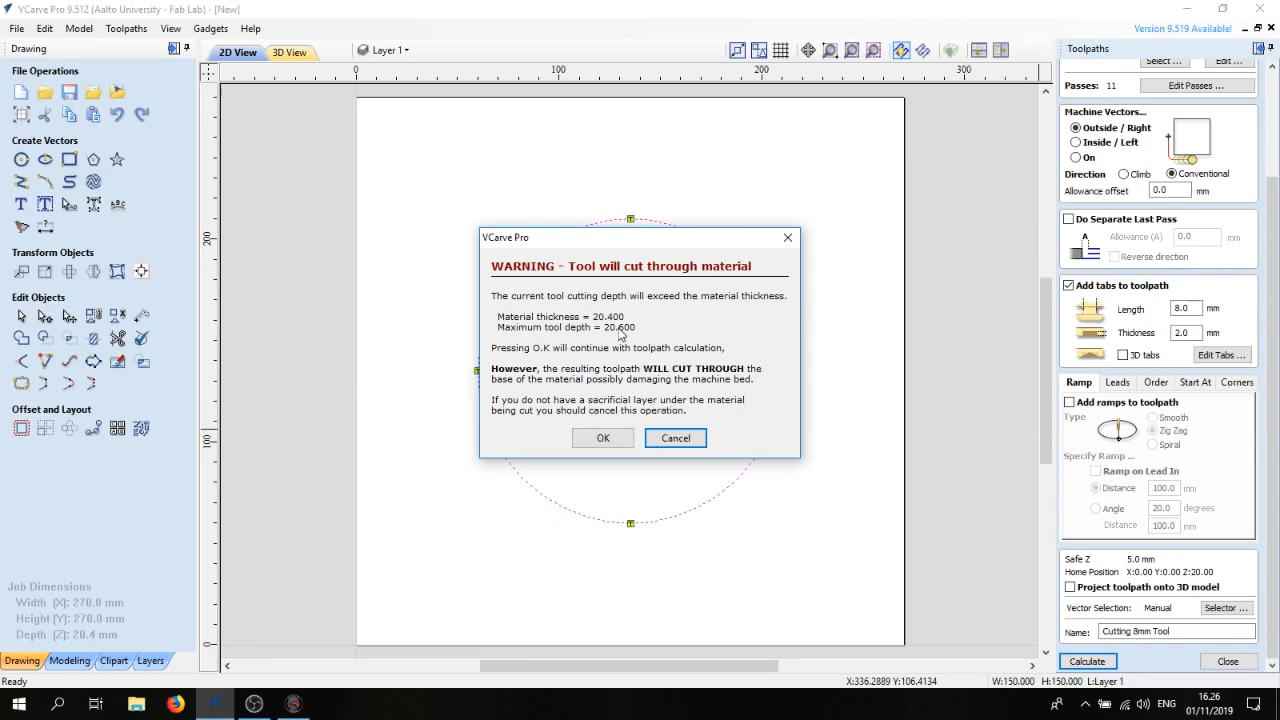 VCarve Pro 9.512 (Aalto University - Fab Lab) - [New]
File Edit Model Toolpaths View Gadgets Help
Version 9.519 Available!
Drawing
2D View 3D View
Layer 1
Toolpaths
File Operations
Create Vectors
Transform Objects
Edit Objects
Offset and Layout
Job Dimensions
Width (X): 270.0 mm
Height (Y): 270.0 mm
Depth (Z): 20.4 mm
Drawing Modeling Clipart Layers
0 100 200 300
200
100
0
VCarve Pro
WARNING - Tool will cut through material
The current tool cutting depth will exceed the material thickness.
Material thickness = 20.400
Maximum tool depth = 20.600
Pressing O.K will continue with toolpath calculation,
However, the resulting toolpath WILL CUT THROUGH the
base of the material possibly damaging the machine bed.
If you do not have a sacrificial layer under the material
being cut you should cancel this operation.
OK Cancel
Select ... Edit ...
Passes: 11 Edit Passes ...
Machine Vectors...
Outside / Right
Inside / Left
On
Direction Climb Conventional
Allowance offset 0.0 mm
Do Separate Last Pass
A
Allowance (A) 0.0 mm
Reverse direction
Add tabs to toolpath
Length 8.0 mm
Thickness 2.0 mm
3D tabs Edit Tabs ...
Ramp Leads Order Start At Corners
Add ramps to toolpath
Type Smooth
Zig Zag
Spiral
Specify Ramp ...
Ramp on Lead In
Distance 100.0 mm
Angle 20.0 degrees
Distance 100.0 mm
Safe Z 5.0 mm
Home Position X:0.00 Y:0.00 Z:20.00
Project toolpath onto 3D model
Vector Selection: Manual Selector ...
Name: Cutting 8mm Tool
Calculate Close
Ready
X:336.2889 Y:106.4134
W:150.000 H:150.000 L:Layer 1
ENG
16.26
01/11/2019